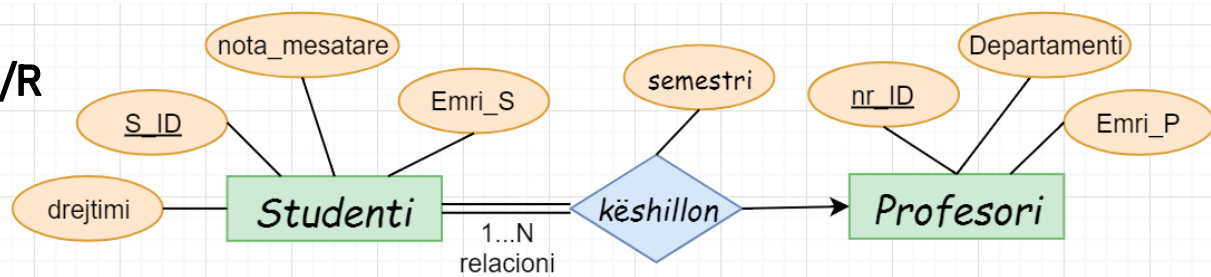 /R
nota_mesatare
Departamenti
semestri
nr_ID
Emri_S
S_ID
Emri_P
drejtimi
Studenti
këshillon
Profesori
1...N
relacioni